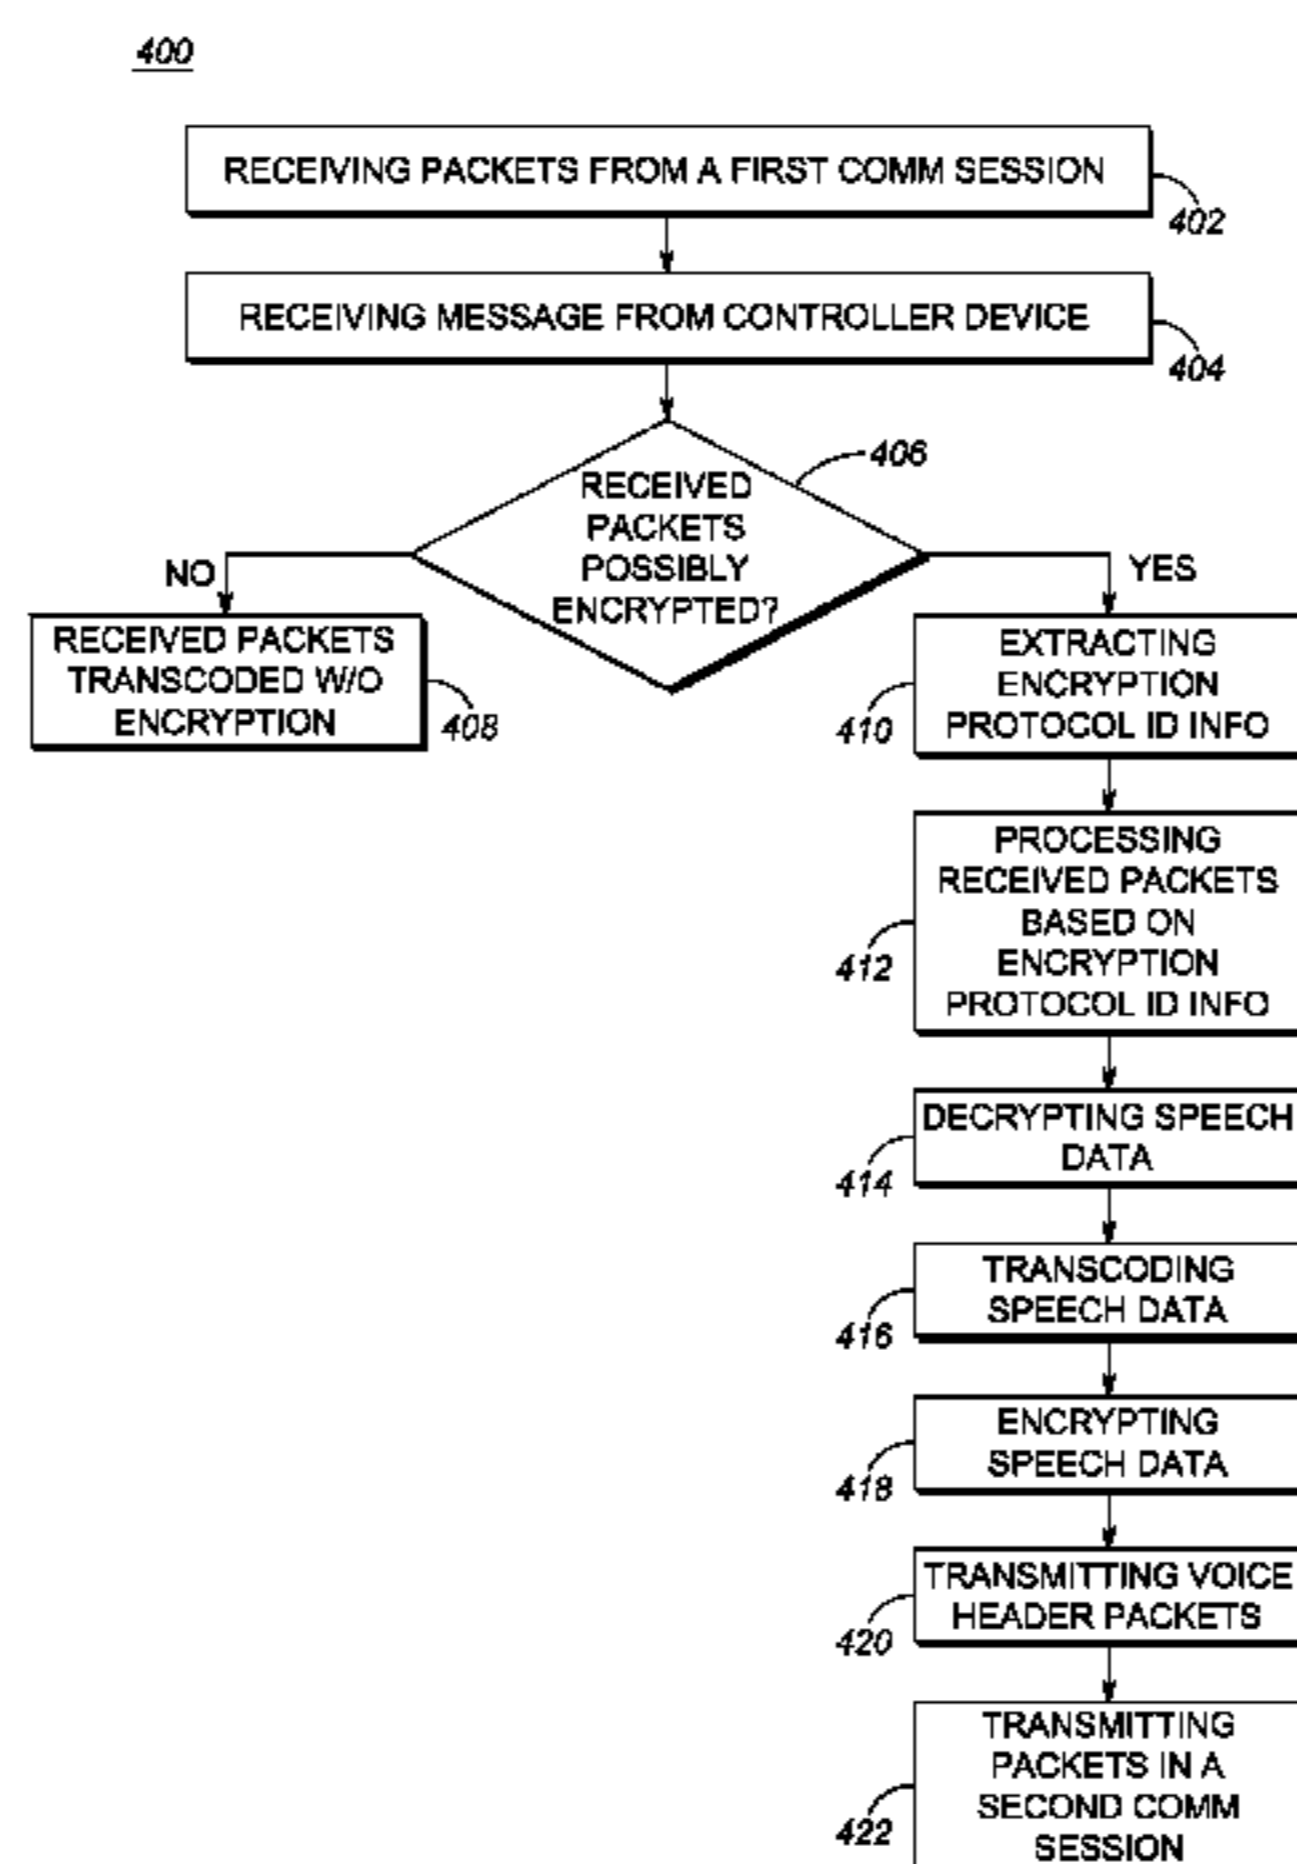 400
RECEIVING PACKETS FROM A FIRST COMM SESSION
402
RECEIVING MESSAGE FROM CONTROLLER DEVICE
404
406
RECEIVED
PACKETS
POSSIBLY
ENCRYPTED?
NO
YES
RECEIVED PACKETS
TRANSCODED W/O
ENCRYPTION
408
EXTRACTING
ENCRYPTION
PROTOCOL ID INFO
410
PROCESSING
RECEIVED PACKETS
BASED ON
ENCRYPTION
PROTOCOL ID INFO
412
DECRYPTING SPEECH
DATA
414
TRANSCODING
SPEECH DATA
416
ENCRYPTING
SPEECH DATA
418
TRANSMITTING VOICE
HEADER PACKETS
420
TRANSMITTING
PACKETS IN A
SECOND COMM
SESSION
422